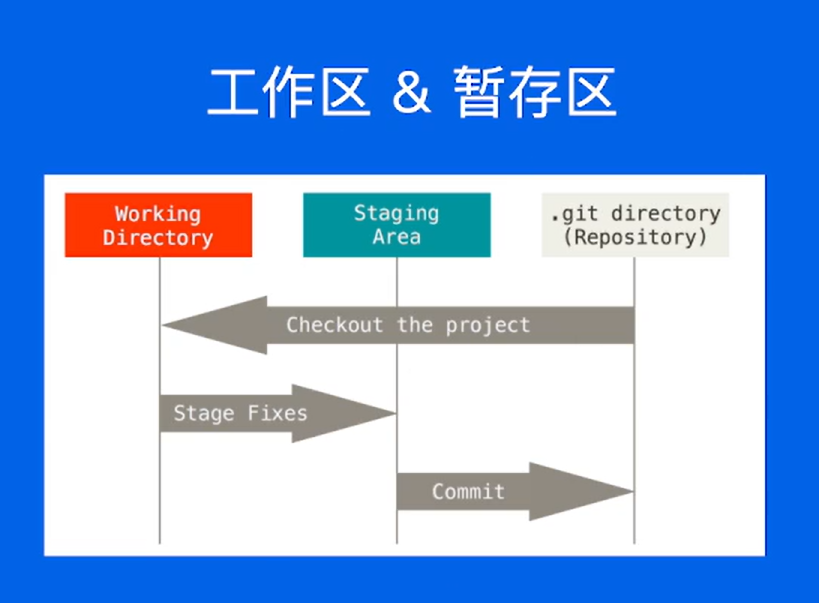 工作区 & 暂存区
Working
Directory
Staging
Area
.git directory
(Repository)
Checkout the project
Stage Fixes
Commit